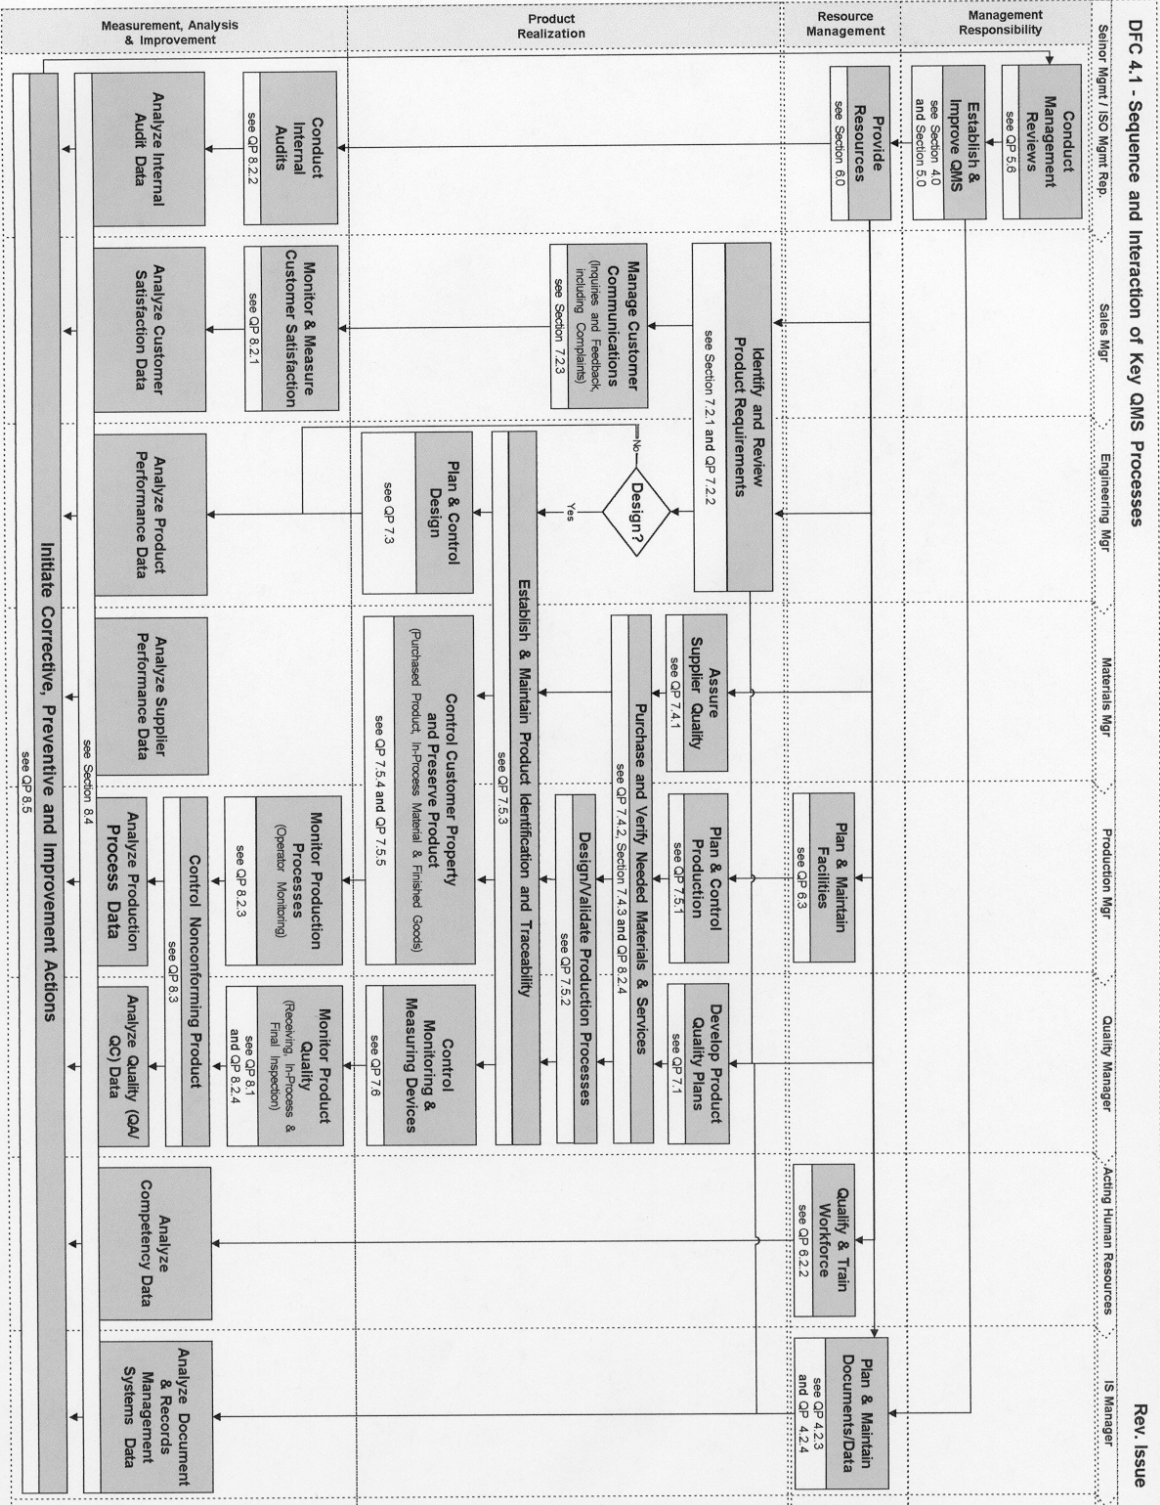 DFC 4.1 - Sequence and Interaction of Key QMS Processes
Rev. Issue
Seinor Mgmt / ISO Mgmt Rep.
Sales Mgr
Engineering Mgr
Materials Mgr
Production Mgr
Quality Manager
Acting Human Resources
IS Manager
Management
Responsibility
Conduct
Management
Reviews
see QP 5.6
Establish &
Improve QMS
see Section 4.0
and Section 5.0
Resource
Management
Provide
Resources
see Section 6.0
Plan & Maintain
Facilities
see QP 6.3
Qualify & Train
Workforce
see QP 6.2.2
Plan & Maintain
Documents/Data
see QP 4.2.3
and QP 4.2.4
Product
Realization
Identify and Review
Product Requirements
see Section 7.2.1 and QP 7.2.2
Assure
Supplier Quality
see QP 7.4.1
Plan & Control
Production
see QP 7.5.1
Develop Product
Quality Plans
see QP 7.1
Manage Customer
Communications
(Inquiries and Feedback,
including Complaints)
see Section 7.2.3
Design?
No
Yes
Purchase and Verify Needed Materials & Services
see QP 7.4.2, Section 7.4.3 and QP 8.2.4
Design/Validate Production Processes
see QP 7.5.2
Establish & Maintain Product Identification and Traceability
see QP 7.5.3
Plan & Control
Design
see QP 7.3
Control Customer Property
and Preserve Product
(Purchased Product, In-Process Material & Finished Goods)
see QP 7.5.4 and QP 7.5.5
Control
Monitoring &
Measuring Devices
see QP 7.6
Measurement, Analysis
& Improvement
Conduct
Internal
Audits
see QP 8.2.2
Monitor & Measure
Customer Satisfaction
see QP 8.2.1
Monitor Production
Processes
(Operator Monitoring)
see QP 8.2.3
Monitor Product
Quality
(Receiving, In-Process &
Final Inspection)
see QP 8.1
and QP 8.2.4
Control Nonconforming Product
see QP 8.3
Analyze Internal
Audit Data
Analyze Customer
Satisfaction Data
Analyze Product
Performance Data
Analyze Supplier
Performance Data
Analyze Production
Process Data
Analyze Quality (QA/
QC) Data
Analyze
Competency Data
Analyze Document
& Records
Management
Systems Data
see Section 8.4
Initiate Corrective, Preventive and Improvement Actions
see QP 8.5